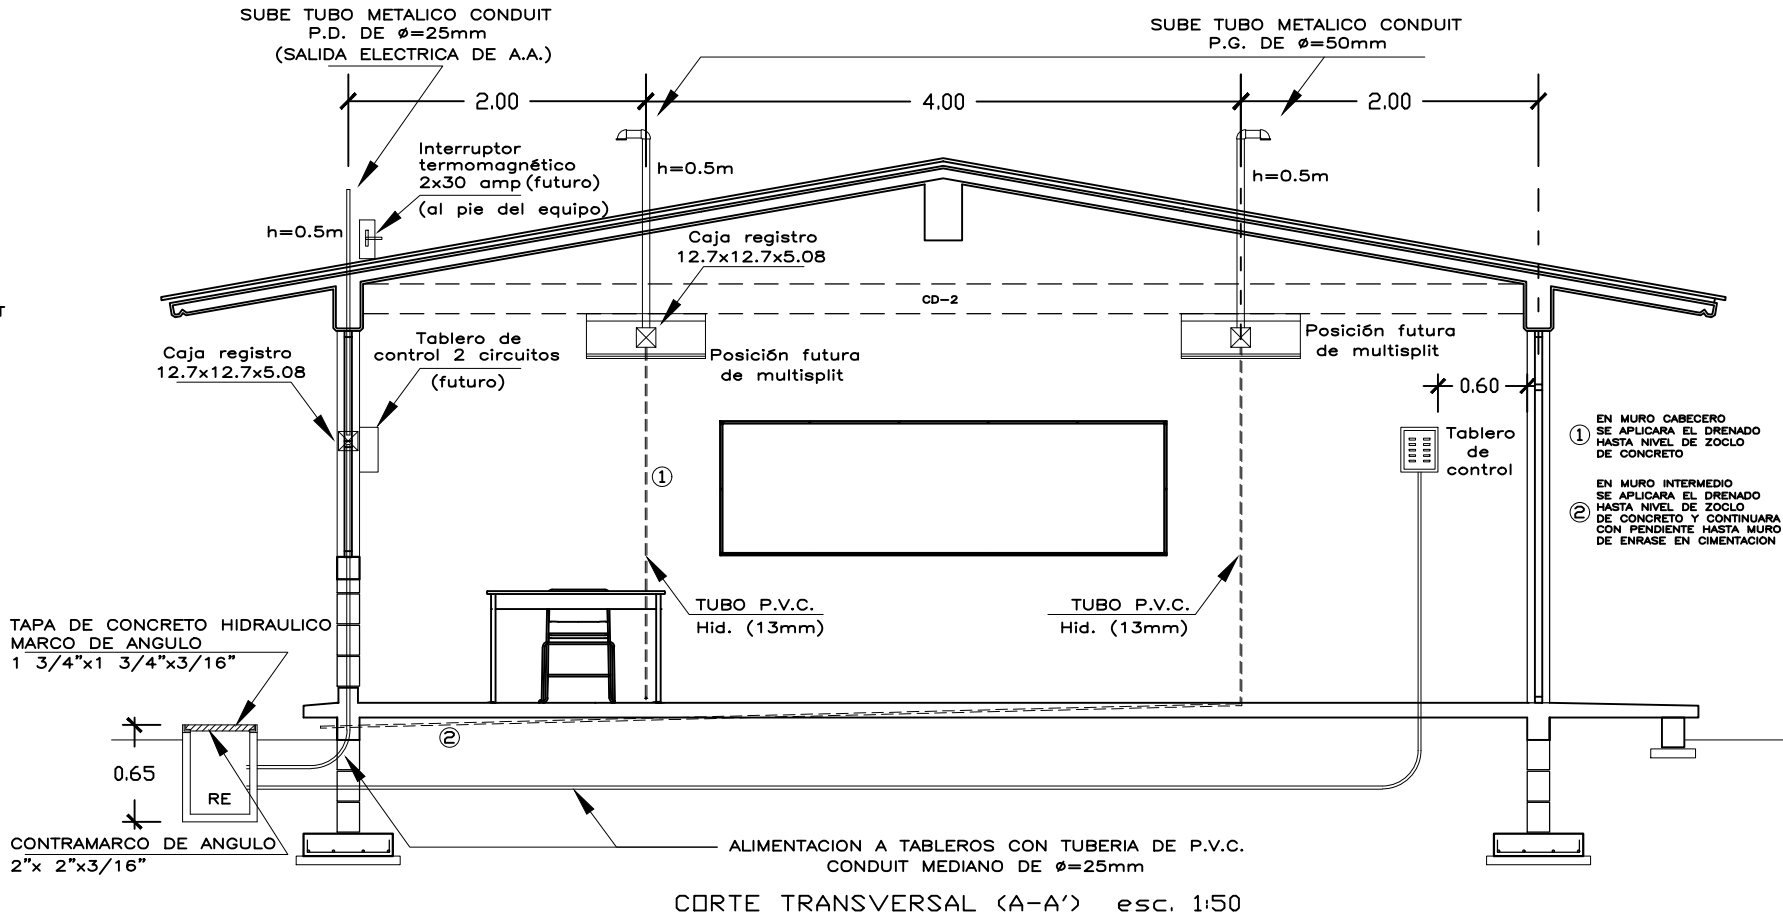 SUBE TUBO METALICO CONDUIT
P.D. DE ø=25mm
(SALIDA ELECTRICA DE A.A.)
SUBE TUBO METALICO CONDUIT
P.G. DE ø=50mm
2.00
4.00
2.00
Interruptor
termomagnético
2x30 amp (futuro)
(al pie del equipo)
h=0.5m
h=0.5m
h=0.5m
Caja registro
12.7x12.7x5.08
CD-2
T
Caja registro
12.7x12.7x5.08
Tablero de
control 2 circuitos
(futuro)
Posición futura
de multisplit
Posición futura
de multisplit
0.60
Tablero
de
control
1
EN MURO CABECERO
SE APLICARA EL DRENADO
HASTA NIVEL DE ZOCLO
DE CONCRETO
2
EN MURO INTERMEDIO
SE APLICARA EL DRENADO
HASTA NIVEL DE ZOCLO
DE CONCRETO Y CONTINUARA
CON PENDIENTE HASTA MURO
DE ENRASE EN CIMENTACION
1
TUBO P.V.C.
Hid. (13mm)
TUBO P.V.C.
Hid. (13mm)
TAPA DE CONCRETO HIDRAULICO
MARCO DE ANGULO
1 3/4"x1 3/4"x3/16"
2
0.65
RE
CONTRAMARCO DE ANGULO
2"x 2"x3/16"
ALIMENTACION A TABLEROS CON TUBERIA DE P.V.C.
CONDUIT MEDIANO DE ø=25mm
CORTE TRANSVERSAL (A-A') esc. 1:50